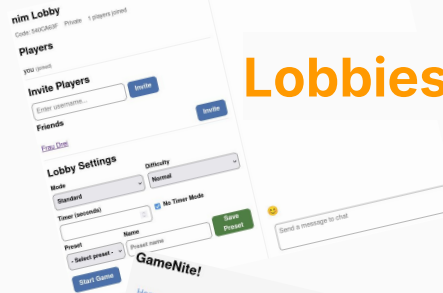 nim Lobby
Private 1 players joined
Players
you (joined)
Invite Players
Enter username...
Invite
Friends
Frau Drei
Invite
Lobby Settings
Mode
Difficulty
Standard
Normal
Timer (seconds)
No Timer Mode
Preset
Name
- Select preset -
Preset name
Save Preset
Start Game
Lobbies
😊
Send a message to chat
GameNite!